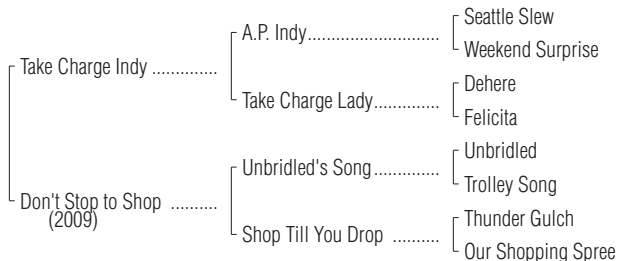 Seattle Slew
A.P. Indy...........................
Weekend Surprise
Take Charge Indy ..............
Dehere
Take Charge Lady..............
Felicita
Unbridled
Unbridled's Song..............
Trolley Song
Don't Stop to Shop ..........
(2009)
Thunder Gulch
Shop Till You Drop ..........
Our Shopping Spree